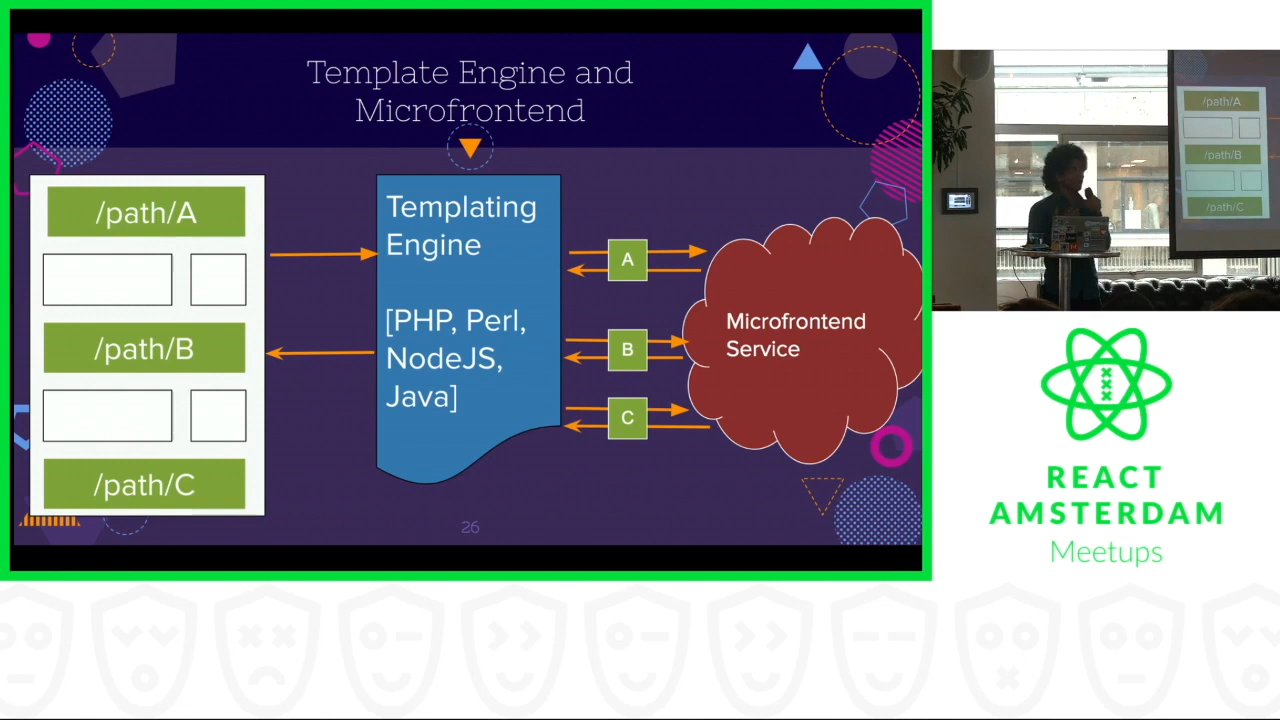 Template Engine and
Microfrontend
/path/A
/path/B
/path/C
Templating
Engine
[PHP, Perl,
NodeJS,
Java]
A
B
C
Microfrontend
Service
26
/path/A
/path/B
/path/C
REACT
AMSTERDAM
Meetups